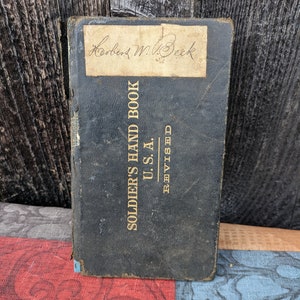 Herbert W. Beck
SOLDIER'S HAND BOOK
U. S. A.
REVISED